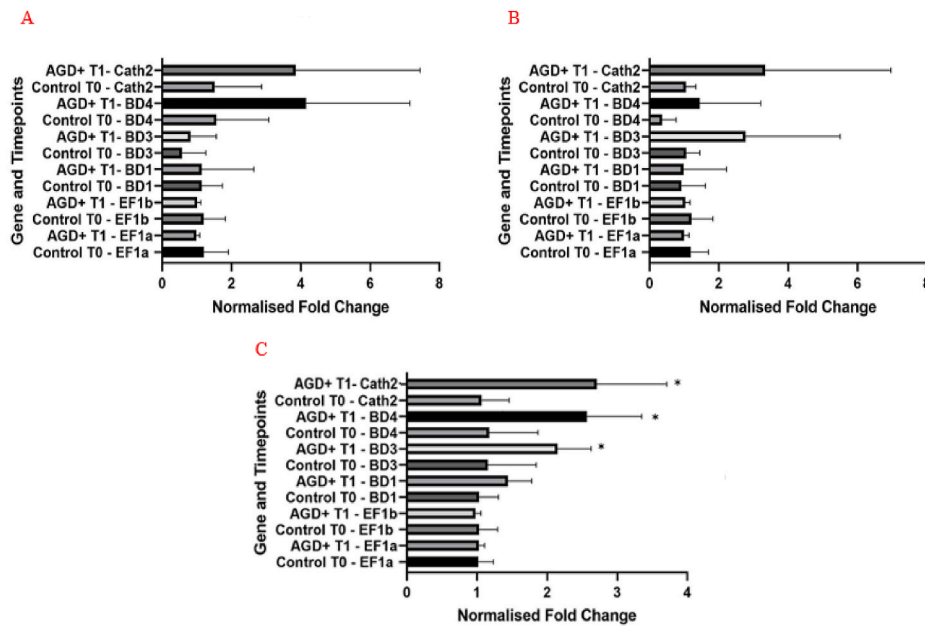 A
Gene and Timepoints
AGD+ T1- Cath2
Control T0 - Cath2
AGD+ T1- BD4
Control T0 - BD4
AGD+ T1 - BD3
Control T0 - BD3
AGD+ T1- BD1
Control T0 - BD1
AGD+ T1 - EF1b
Control T0 - EF1b
AGD+ T1 - EF1a
Control T0 - EF1a
0 2 4 6 8
Normalised Fold Change
B
Gene and Timepoints
AGD+ T1 - Cath2
Control T0 - Cath2
AGD+ T1 - BD4
Control T0 - BD4
AGD+ T1 - BD3
Control T0 - BD3
AGD+ T1 - BD1
Control T0 - BD1
AGD+ T1 - EF1b
Control T0 - EF1b
AGD+ T1 - EF1a
Control T0 - EF1a
0 2 4 6 8
Normalised Fold Change
C
Gene and Timepoints
AGD+ T1- Cath2 *
Control T0 - Cath2
AGD+ T1 - BD4 *
Control T0 - BD4
AGD+ T1 - BD3 *
Control T0 - BD3
AGD+ T1 - BD1
Control T0 - BD1
AGD+ T1 - EF1b
Control T0 - EF1b
AGD+ T1 - EF1a
Control T0 - EF1a
0 1 2 3 4
Normalised Fold Change